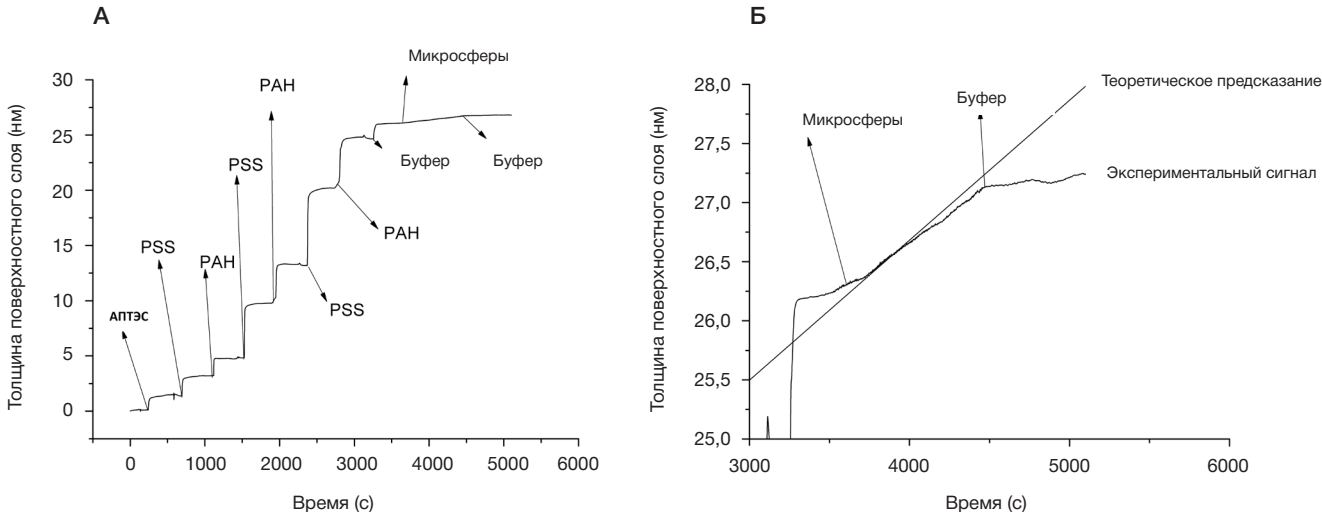 А
Толщина поверхностного слоя (нм)
30
25
20
15
10
5
0
АПТЭС
PSS
PAH
PSS
PAH
Микросферы
Буфер
Буфер
PAH
PSS
0 1000 2000 3000 4000 5000 6000
Время (с)
Б
Толщина поверхностного слоя (нм)
28,0
27,5
27,0
26,5
26,0
25,5
25,0
Микросферы
Буфер
Теоретическое предсказание
Экспериментальный сигнал
3000 4000 5000 6000
Время (с)